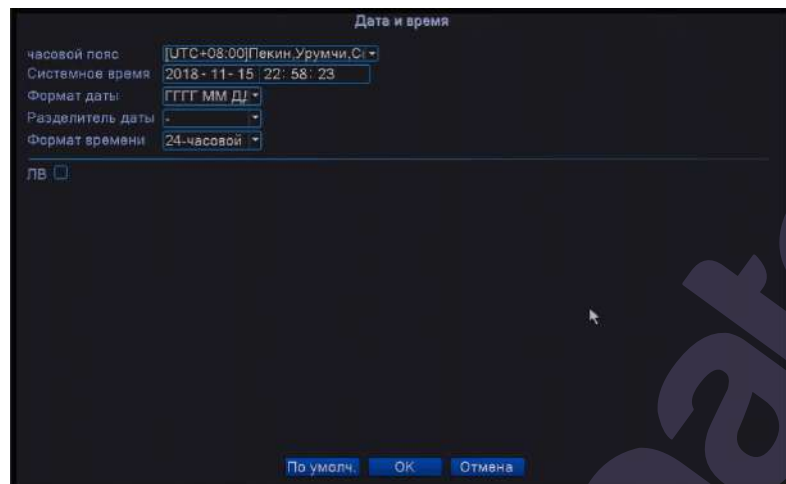 Дата и время
часовой пояс [UTC+08:00]Пекин,Урумчи,С
Системное время 2018 - 11 - 15 22: 58: 23
Формат даты ГГГГ ММ Д
Разделитель даты -
Формат времени 24-часовой
ЛВ
По умолч. ОК Отмена